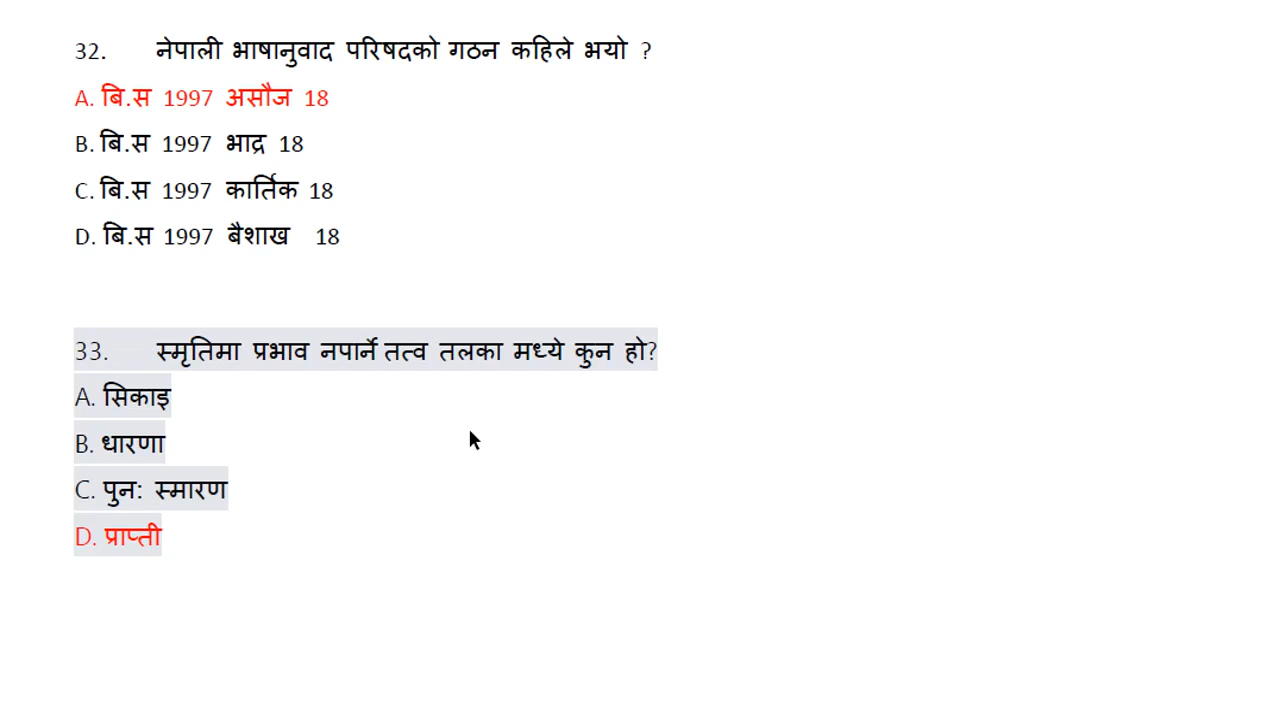 32. नेपाली भाषानुवाद परिषदको गठन कहिले भयो ?
A. बि.स 1997 असौज 18
B. बि.स 1997 भाद्र 18
C. बि.स 1997 कार्तिक 18
D. बि.स 1997 बैशाख 18
33. स्मृतिमा प्रभाव नपार्ने तत्व तलका मध्ये कुन हो?
A. सिकाइ
B. धारणा
C. पुन: स्मारण
D. प्राप्ती